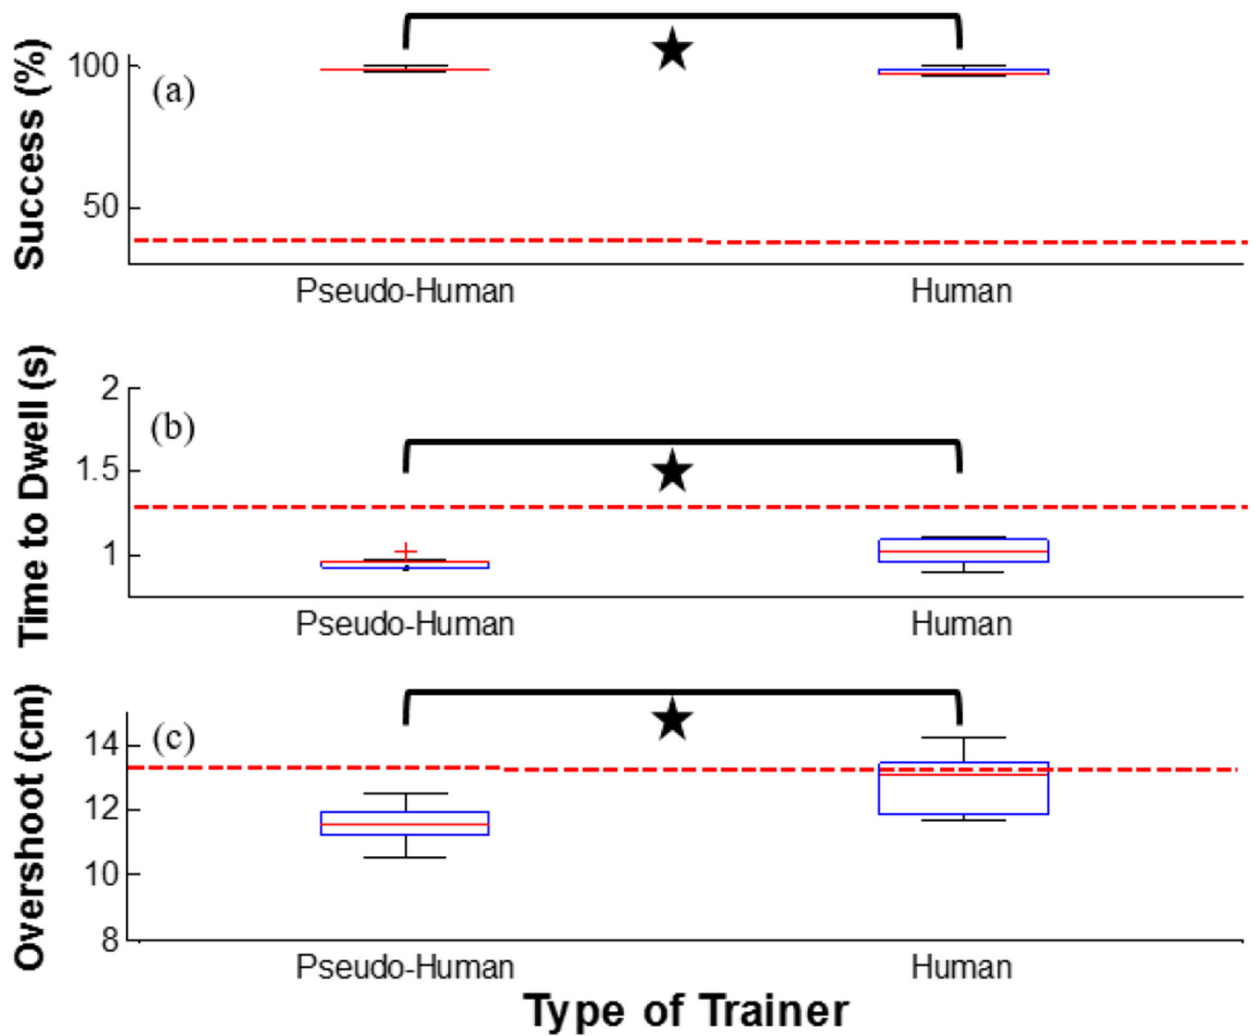 Success (%)
100
50
(a)
Pseudo-Human
Human
Time to Dwell (s)
2
1.5
1
(b)
Pseudo-Human
Human
Overshoot (cm)
14
12
10
8
(c)
Pseudo-Human
Human
Type of Trainer